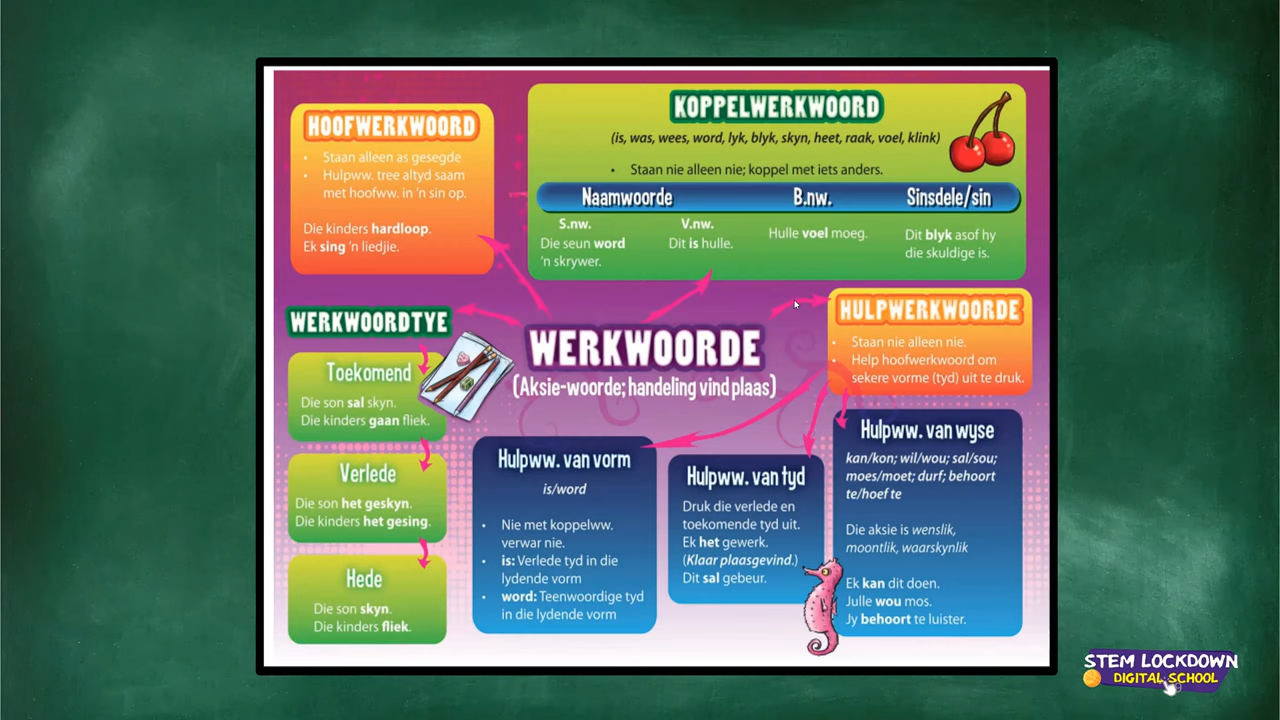 HOOFWERKWOORD
• Staan alleen as gesegde
• Hulpww. tree altyd saam
met hoofww. in 'n sin op.
Die kinders hardloop.
Ek sing 'n liedjie.
KOPPELWERKWOORD
(is, was, wees, word, lyk, blyk, skyn, heet, raak, voel, klink)
• Staan nie alleen nie; koppel met iets anders.
Naamwoorde B.nw. Sinsdele/sin
S.nw. V.nw.
Die seun word
'n skrywer.
Dit is hulle.
Hulle voel moeg.
Dit blyk asof hy
die skuldige is.
WERKWOORDTYE
Toekomend
Die son sal skyn.
Die kinders gaan fliek.
Verlede
Die son het geskyn.
Die kinders het gesing.
Hede
Die son skyn.
Die kinders fliek.
WERKWOORDE
(Aksie-woorde; handeling vind plaas)
HULPWERKWOORDE
• Staan nie alleen nie.
• Help hoofwerkwoord om
sekere vorme (tyd) uit te druk.
Hulpww. van vorm
is/word
• Nie met koppelww.
verwar nie.
• is: Verlede tyd in die
lydende vorm
• word: Teenwoordige tyd
in die lydende vorm
Hulpww. van tyd
Druk die verlede en
toekomende tyd uit.
Ek het gewerk.
(Klaar plaasgevind.)
Dit sal gebeur.
Hulpww. van wyse
kan/kon; wil/wou; sal/sou;
moes/moet; durf; behoort
te/hoef te
Die aksie is wenslik,
moontlik, waarskynlik
Ek kan dit doen.
Julle wou mos.
Jy behoort te luister.
STEM LOCKDOWN
DIGITAL SCHOOL